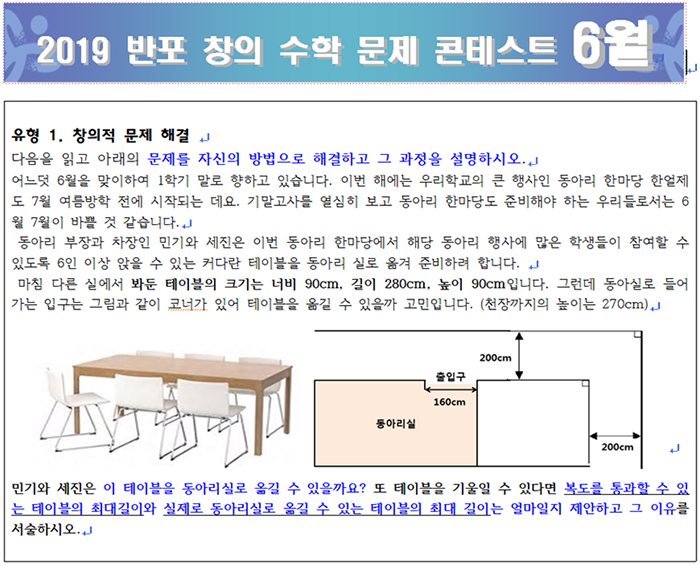 2019 반포 창의 수학 문제 콘테스트 6월
유형 1. 창의적 문제 해결
다음을 읽고 아래의 문제를 자신의 방법으로 해결하고 그 과정을 설명하시오.
어느덧 6월을 맞이하여 1학기 말로 향하고 있습니다. 이번 해에는 우리학교의 큰 행사인 동아리 한마당 한얼제
도 7월 여름방학 전에 시작되는 데요. 기말고사를 열심히 보고 동아리 한마당도 준비해야 하는 우리들로서는 6
월 7월이 바쁠 것 같습니다.
동아리 부장과 차장인 민기와 세진은 이번 동아리 한마당에서 해당 동아리 행사에 많은 학생들이 참여할 수
있도록 6인 이상 앉을 수 있는 커다란 테이블을 동아리 실로 옮겨 준비하려 합니다.
마침 다른 실에서 봐둔 테이블의 크기는 너비 90cm, 길이 280cm, 높이 90cm입니다. 그런데 동아실로 들어
가는 입구는 그림과 같이 코너가 있어 테이블을 옮길 수 있을까 고민입니다. (천장까지의 높이는 270cm)
200cm
출입구
160cm
동아리실
200cm
민기와 세진은 이 테이블을 동아리실로 옮길 수 있을까요? 또 테이블을 기울일 수 있다면 복도를 통과할 수 있
는 테이블의 최대길이와 실제로 동아리실로 옮길 수 있는 테이블의 최대 길이는 얼마일지 제안하고 그 이유를
서술하시오.